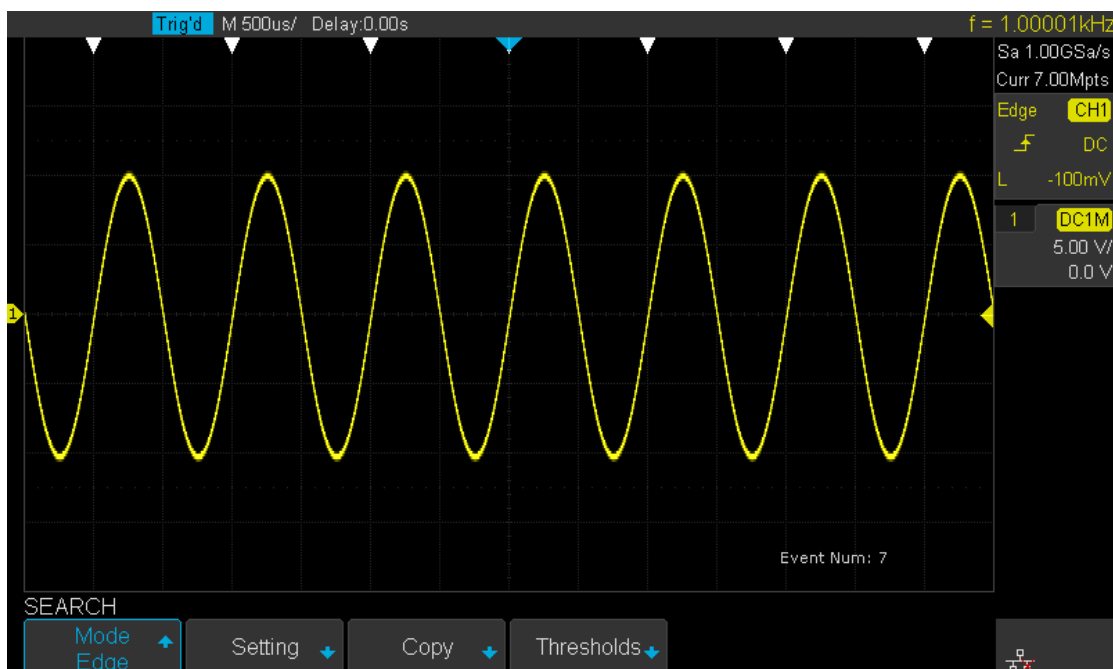 Trig'd M 500us/ Delay:0.00s f = 1.00001kHz
Sa 1.00GSa/s
Curr 7.00Mpts
Edge CH1
DC
L -100mV
1 DC1M
5.00 V/
0.0 V
1
Event Num: 7
SEARCH
Mode
Edge
Setting
Copy
Thresholds